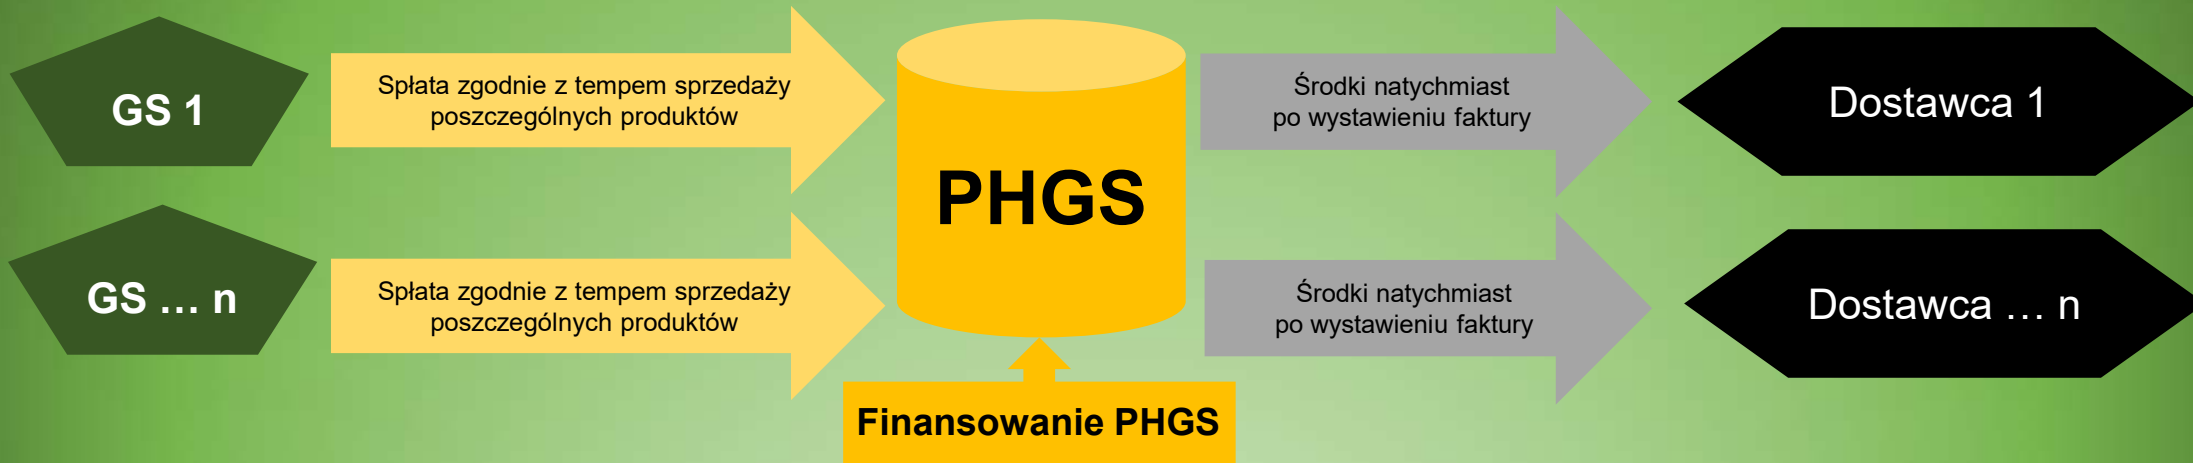 GS 1
Spłata zgodnie z tempem sprzedaży
poszczególnych produktów
PHGS
Środki natychmiast
po wystawieniu faktury
Dostawca 1
GS … n
Spłata zgodnie z tempem sprzedaży
poszczególnych produktów
Środki natychmiast
po wystawieniu faktury
Dostawca … n
Finansowanie PHGS